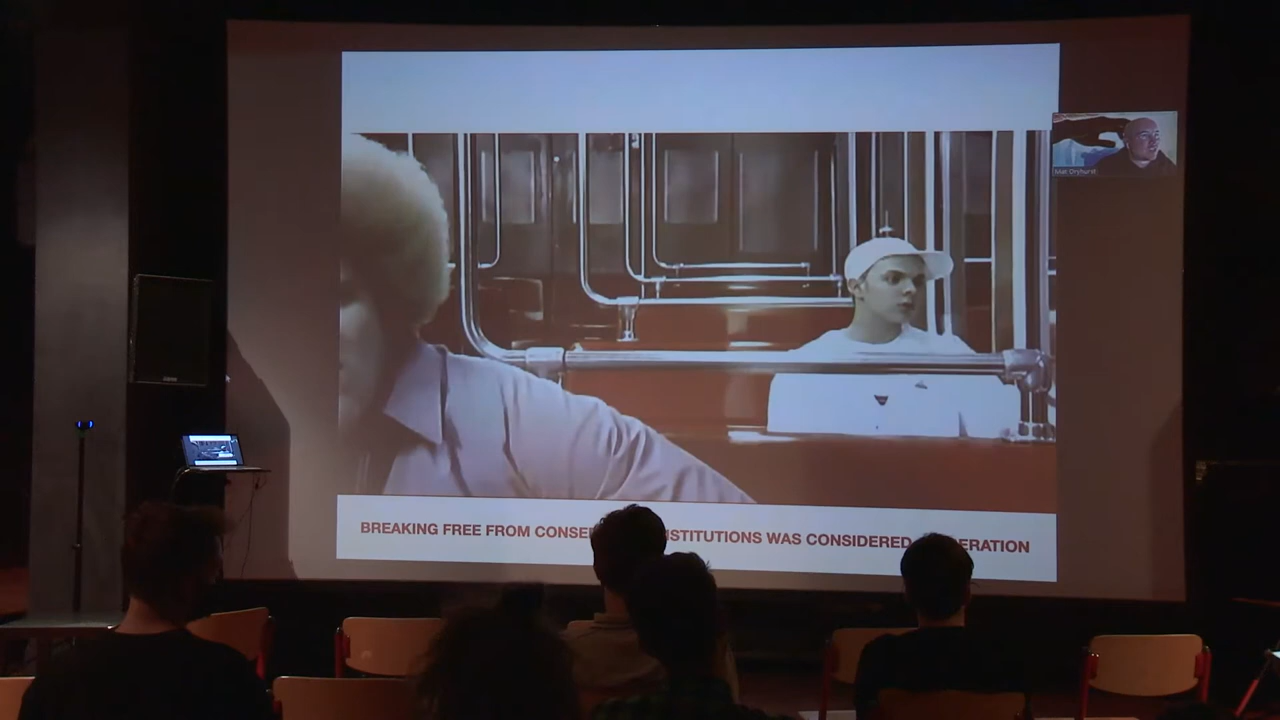 Mat Dryhurst
BREAKING FREE FROM CONSE STITUTIONS WAS CONSIDERED ERATION